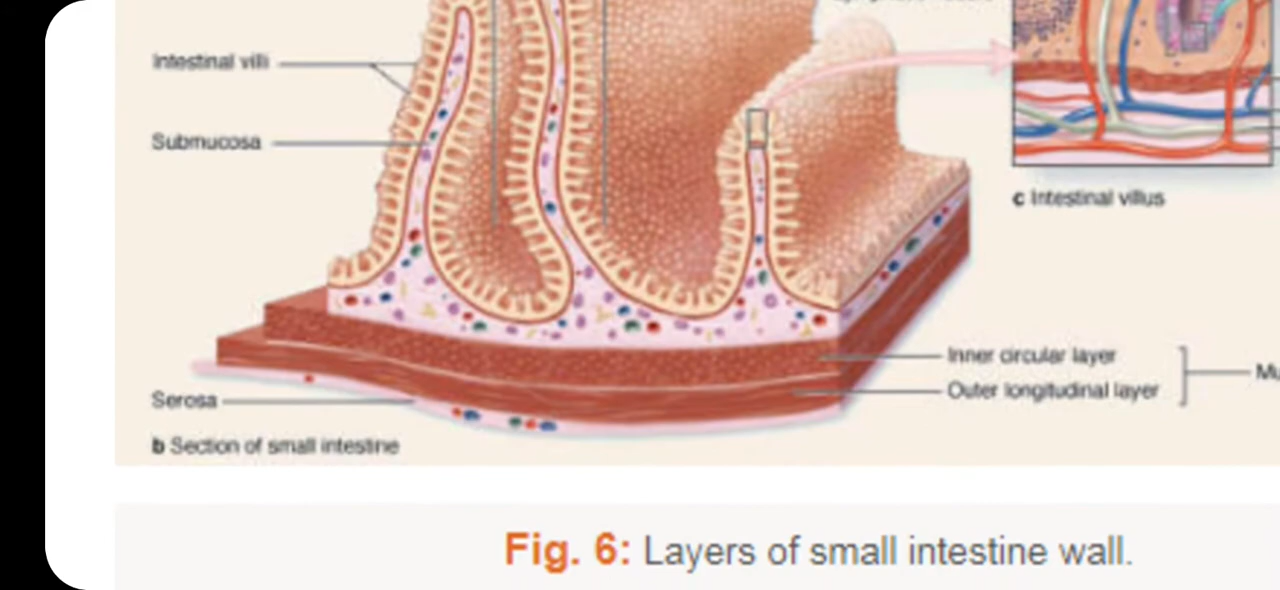 Intestinal villi
Submucosa
c Intestinal villus
Inner circular layer
Outer longitudinal layer
Mu
Serosa
b Section of small intestine
Fig. 6: Layers of small intestine wall.